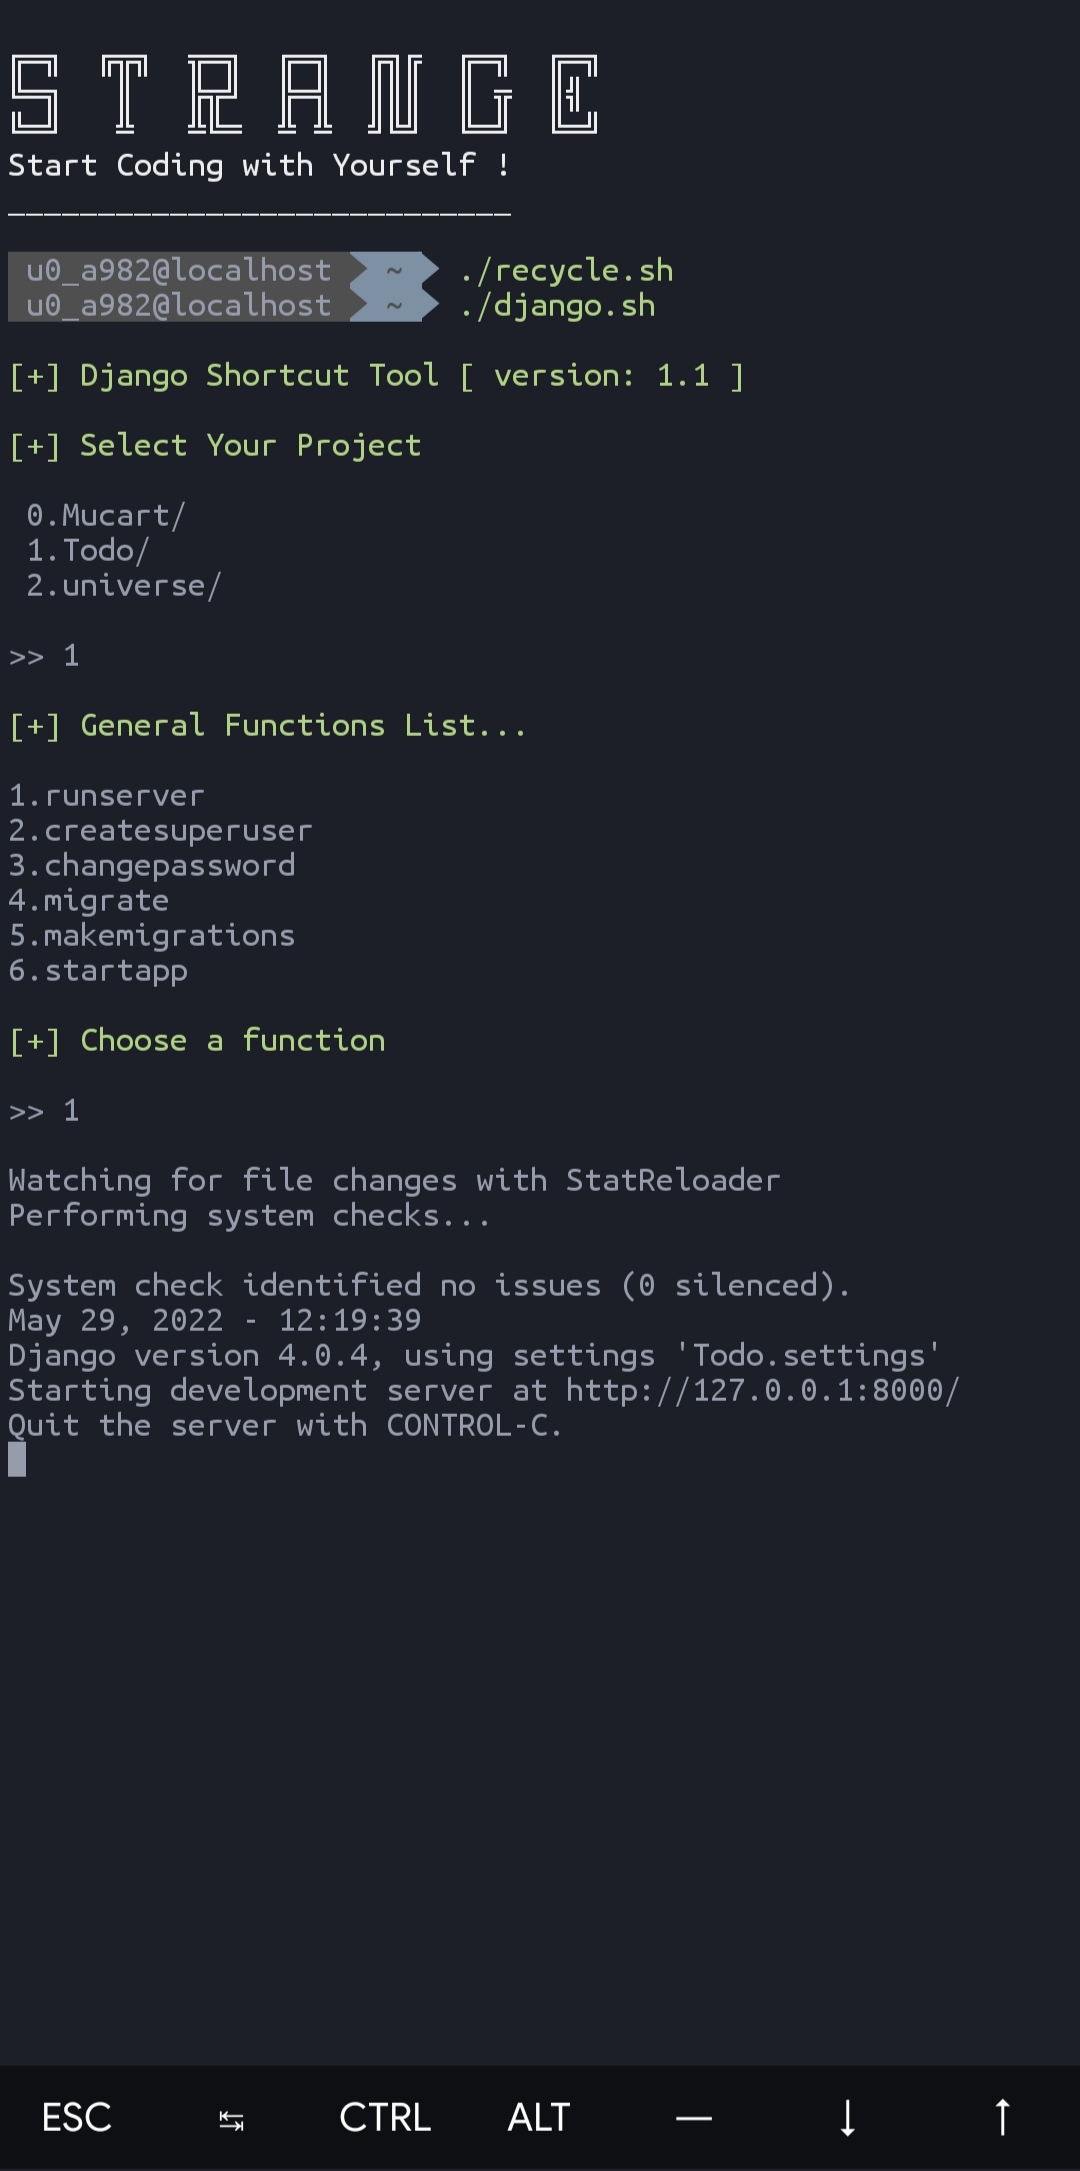 STRANGE
Start Coding with Yourself !
____________________________
u0_a982@localhost ~ ./recycle.sh
u0_a982@localhost ~ ./django.sh
[+] Django Shortcut Tool [ version: 1.1 ]
[+] Select Your Project
0.Mucart/
1.Todo/
2.universe/
>> 1
[+] General Functions List...
1.runserver
2.createsuperuser
3.changepassword
4.migrate
5.makemigrations
6.startapp
[+] Choose a function
>> 1
Watching for file changes with StatReloader
Performing system checks...
System check identified no issues (0 silenced).
May 29, 2022 - 12:19:39
Django version 4.0.4, using settings 'Todo.settings'
Starting development server at http://127.0.0.1:8000/
Quit the server with CONTROL-C.
ESC ↹ CTRL ALT — ↓ ↑